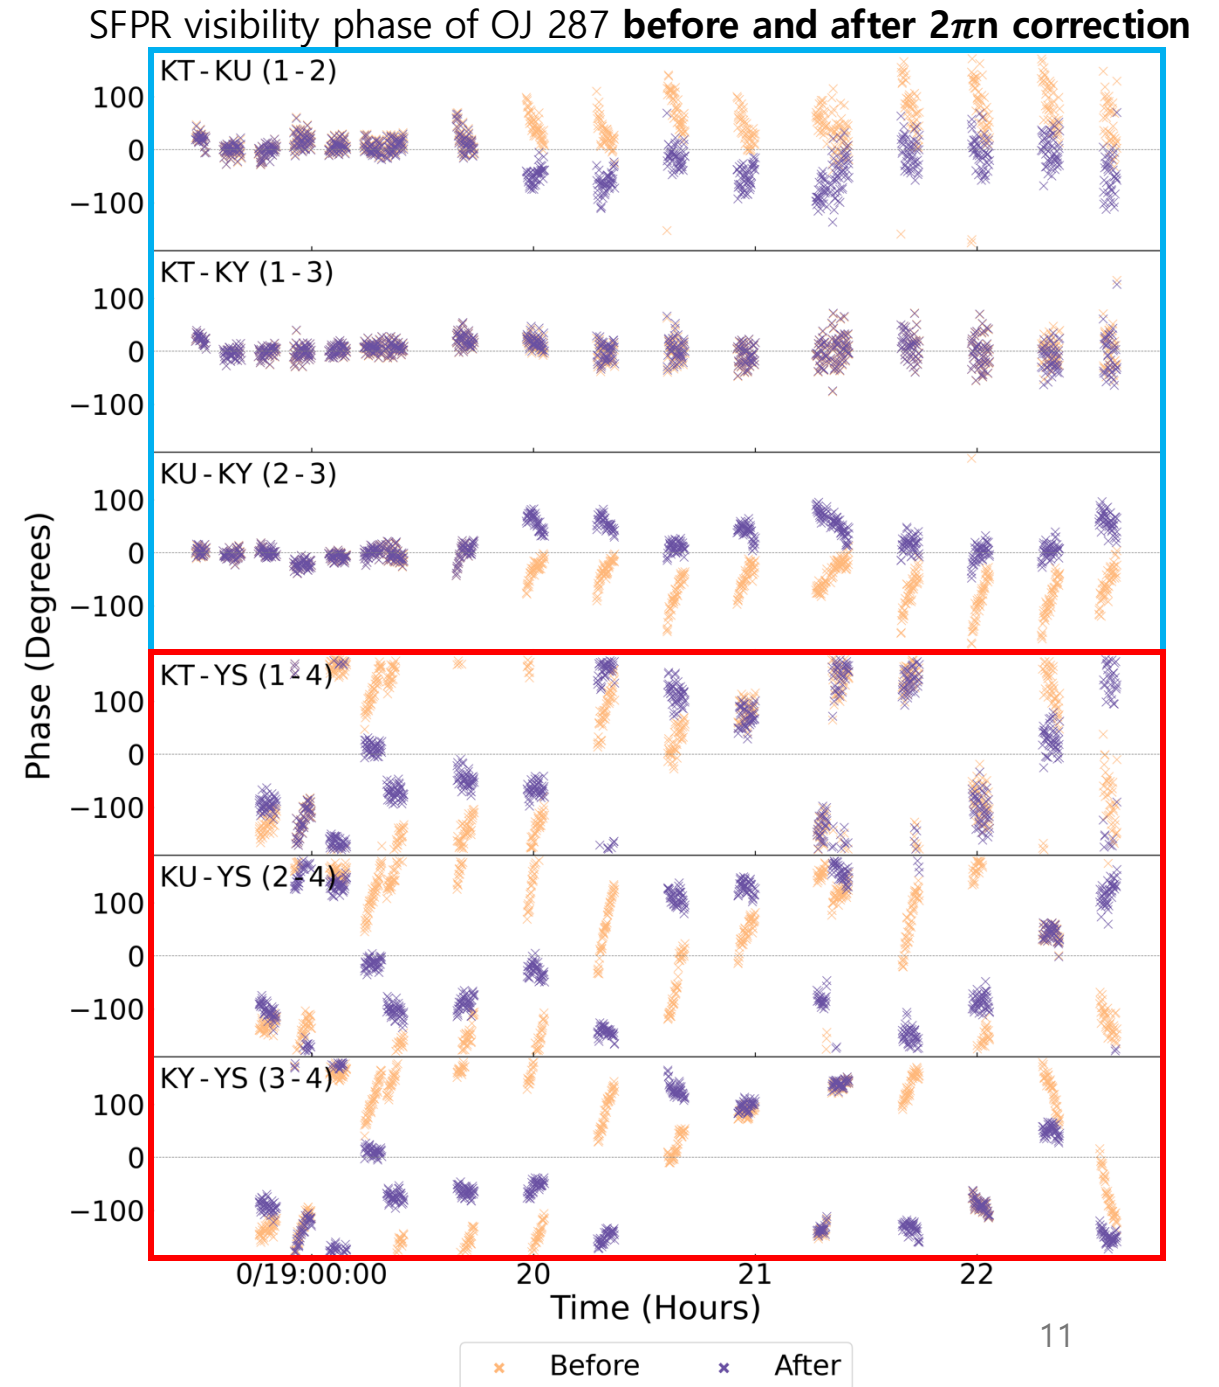 SFPR visibility phase of OJ 287 before and after 2πn correction
KT-KU (1-2)
100
0
−100
KT-KY (1-3)
100
0
−100
KU-KY (2-3)
100
0
−100
KT-YS (1-4)
100
0
−100
KU-YS (2-4)
100
0
−100
KY-YS (3-4)
100
0
−100
Phase (Degrees)
0/19:00:00 20 21 22
Time (Hours)
11
Before After